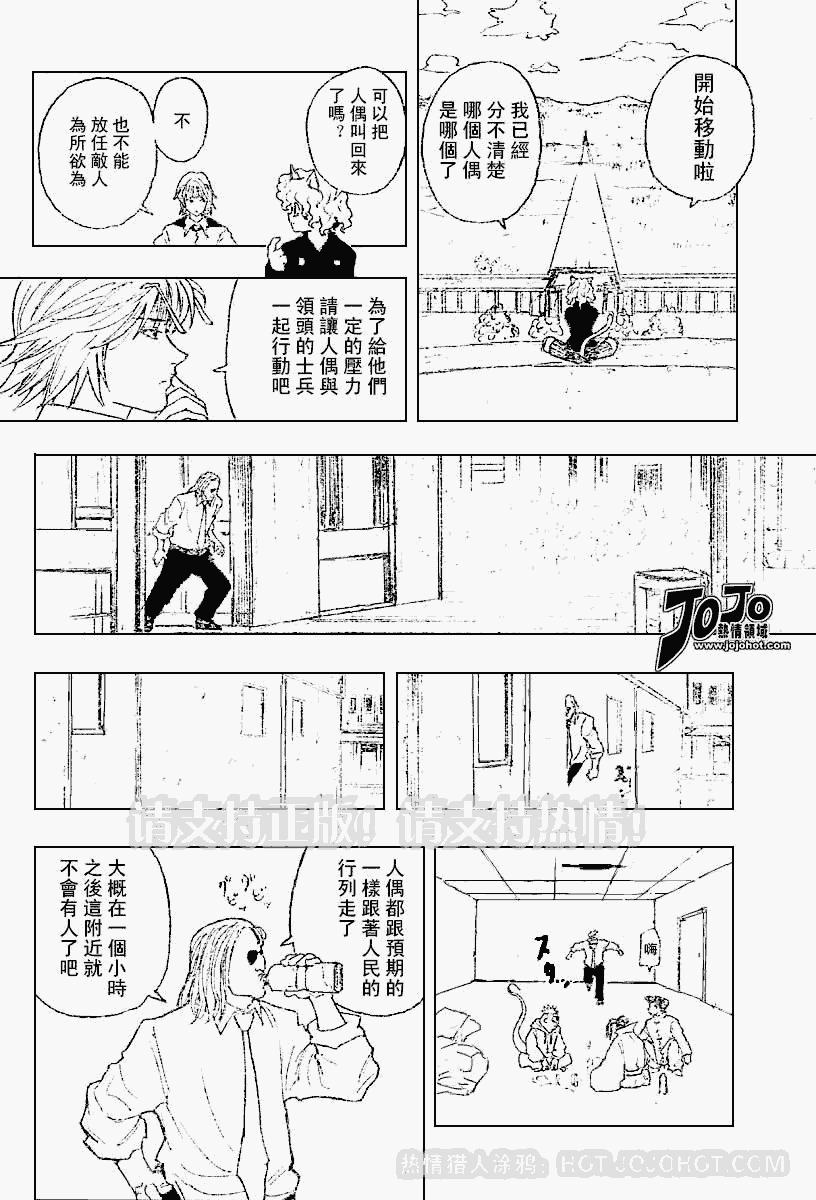 開始移動啦
我已經
分不清楚
哪個人偶
是哪個了
可以把
人偶叫回來
了嗎？
不
也不能
放任敵人
為所欲為
為了給他們
一定的壓力
請讓人偶與
領頭的士兵
一起行動吧
JOJO
熱情領域
www.jojohot.com
请支持正版！请支持热情！
嗨
スタ…
人偶都跟預期的
一樣跟著人民的
行列走了
大概在一個小時
之後這附近就
不會有人了吧
热情猎人涂鸦：HOT.JOJOHOT.COM